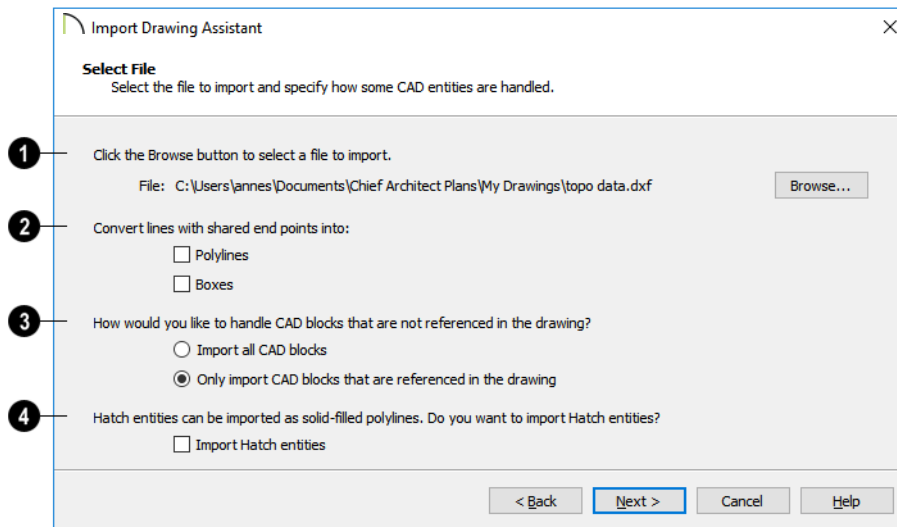 Import Drawing Assistant
Select File
Select the file to import and specify how some CAD entities are handled.
1 Click the Browse button to select a file to import.
File: C:\Users\annes\Documents\Chief Architect Plans\My Drawings\topo data.dxf Browse...
2 Convert lines with shared end points into:
Polylines
Boxes
3 How would you like to handle CAD blocks that are not referenced in the drawing?
Import all CAD blocks
Only import CAD blocks that are referenced in the drawing
4 Hatch entities can be imported as solid-filled polylines. Do you want to import Hatch entities?
Import Hatch entities
< Back Next > Cancel Help